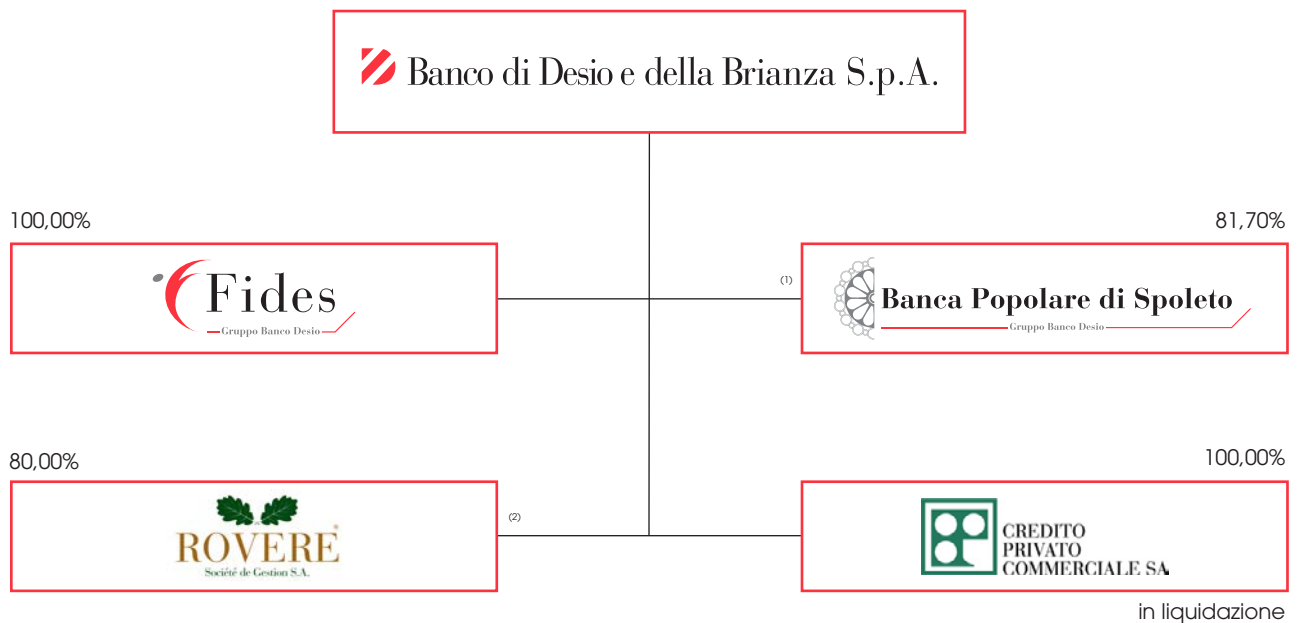 Banco di Desio e della Brianza S.p.A.
100,00%
81,70%
Fides
Gruppo Banco Desio
(1)
Banca Popolare di Spoleto
Gruppo Banco Desio
80,00%
100,00%
ROVERE®
Société de Gestion S.A.
(2)
CREDITO
PRIVATO
COMMERCIALE SA
in liquidazione